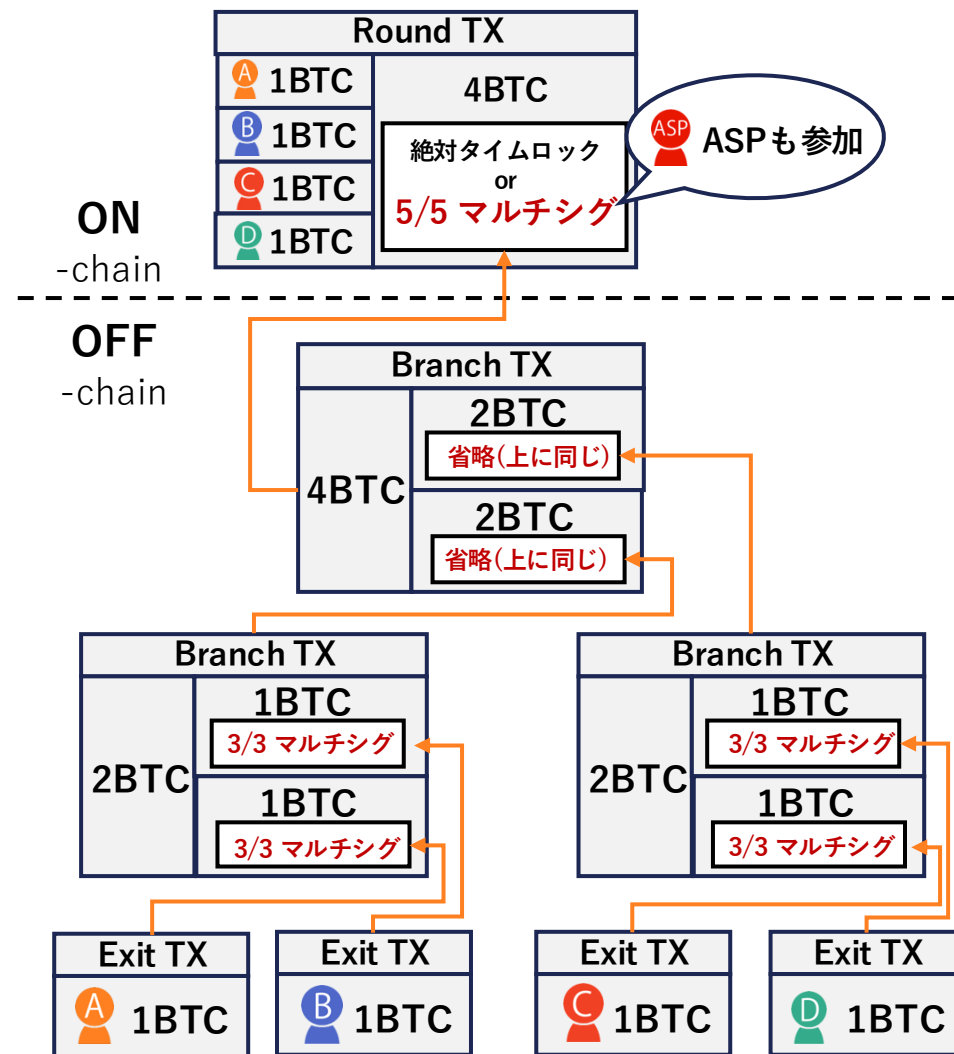 Round TX
A 1BTC
B 1BTC
C 1BTC
D 1BTC
4BTC
絶対タイムロック
or
5/5 マルチシグ
ASP ASPも参加
ON
-chain
OFF
-chain
Branch TX
4BTC
2BTC
省略(上に同じ)
2BTC
省略(上に同じ)
Branch TX
2BTC
1BTC
3/3 マルチシグ
1BTC
3/3 マルチシグ
Branch TX
2BTC
1BTC
3/3 マルチシグ
1BTC
3/3 マルチシグ
Exit TX
A 1BTC
Exit TX
B 1BTC
Exit TX
C 1BTC
Exit TX
D 1BTC